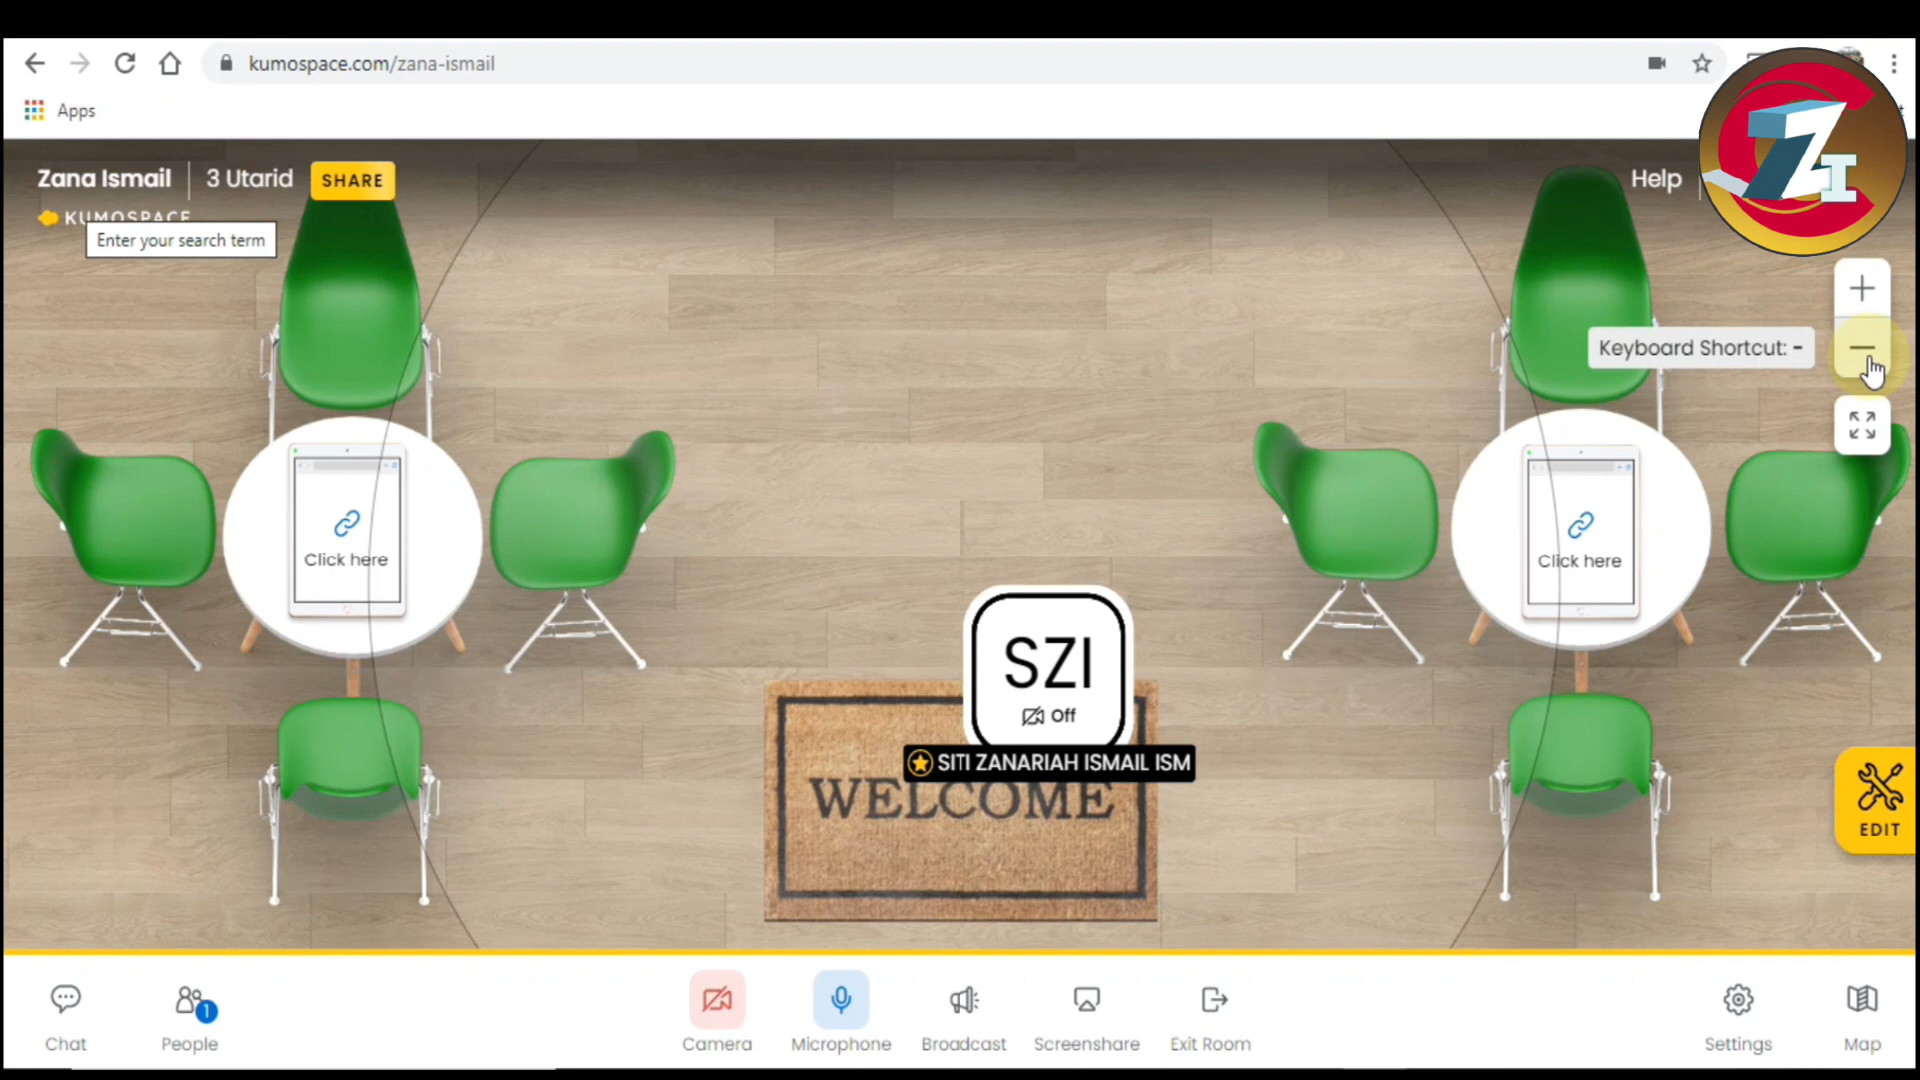 kumospace.com/zana-ismail
Apps
Zana Ismail
3 Utarid
SHARE
Help
KUMOSPACE
Enter your search term
ZI
Keyboard Shortcut: -
Click here
Click here
SZI
Off
SITI ZANARIAH ISMAIL ISM
WELCOME
EDIT
1
Chat
People
Camera
Microphone
Broadcast
Screenshare
Exit Room
Settings
Map